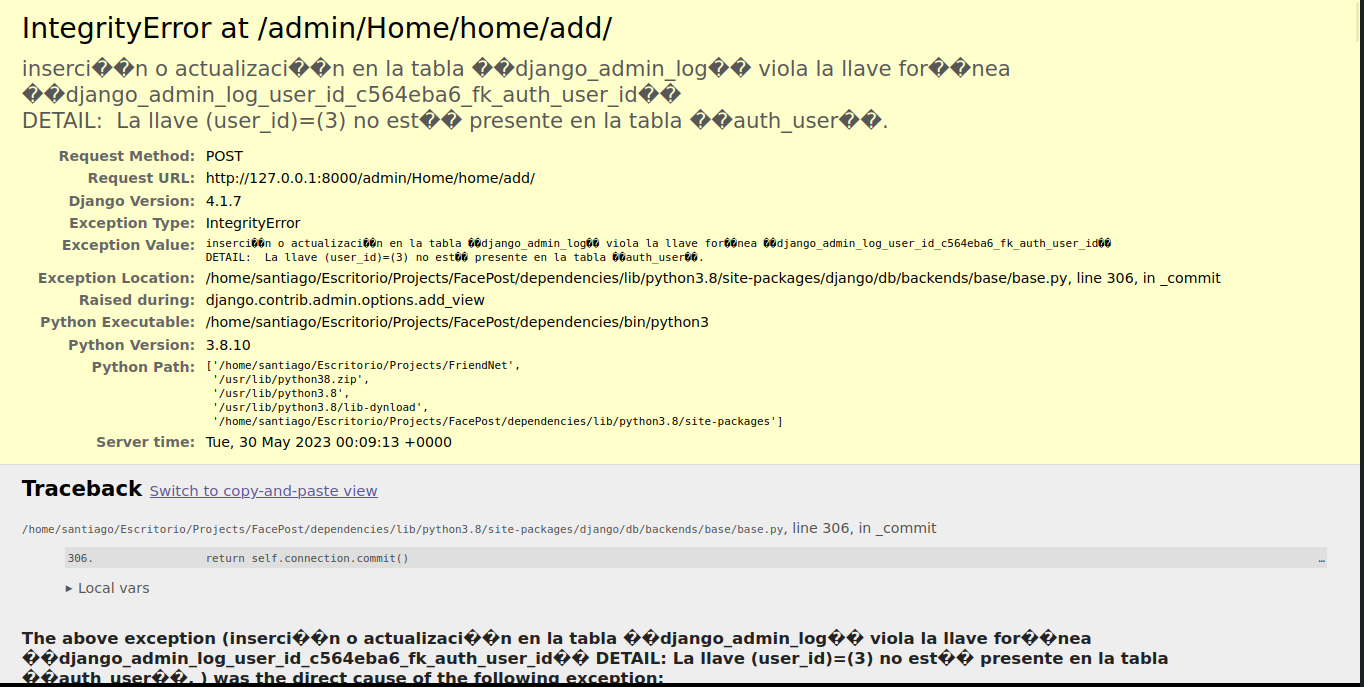 IntegrityError at /admin/Home/home/add/
inserci��n o actualizaci��n en la tabla ��django_admin_log�� viola la llave for��nea
��django_admin_log_user_id_c564eba6_fk_auth_user_id��
DETAIL:  La llave (user_id)=(3) no est�� presente en la tabla ��auth_user��.
Request Method: POST
Request URL: http://127.0.0.1:8000/admin/Home/home/add/
Django Version: 4.1.7
Exception Type: IntegrityError
Exception Value: inserci��n o actualizaci��n en la tabla ��django_admin_log�� viola la llave for��nea ��django_admin_log_user_id_c564eba6_fk_auth_user_id��
DETAIL:  La llave (user_id)=(3) no est�� presente en la tabla ��auth_user��.
Exception Location: /home/santiago/Escritorio/Projects/FacePost/dependencies/lib/python3.8/site-packages/django/db/backends/base/base.py, line 306, in _commit
Raised during: django.contrib.admin.options.add_view
Python Executable: /home/santiago/Escritorio/Projects/FacePost/dependencies/bin/python3
Python Version: 3.8.10
Python Path: ['/home/santiago/Escritorio/Projects/FriendNet',
'/usr/lib/python38.zip',
'/usr/lib/python3.8',
'/usr/lib/python3.8/lib-dynload',
'/home/santiago/Escritorio/Projects/FacePost/dependencies/lib/python3.8/site-packages']
Server time: Tue, 30 May 2023 00:09:13 +0000
Traceback Switch to copy-and-paste view
/home/santiago/Escritorio/Projects/FacePost/dependencies/lib/python3.8/site-packages/django/db/backends/base/base.py, line 306, in _commit
306. return self.connection.commit() …
▸ Local vars
The above exception (inserci��n o actualizaci��n en la tabla ��django_admin_log�� viola la llave for��nea
��django_admin_log_user_id_c564eba6_fk_auth_user_id�� DETAIL: La llave (user_id)=(3) no est�� presente en la tabla
��auth_user��. ) was the direct cause of the following exception: